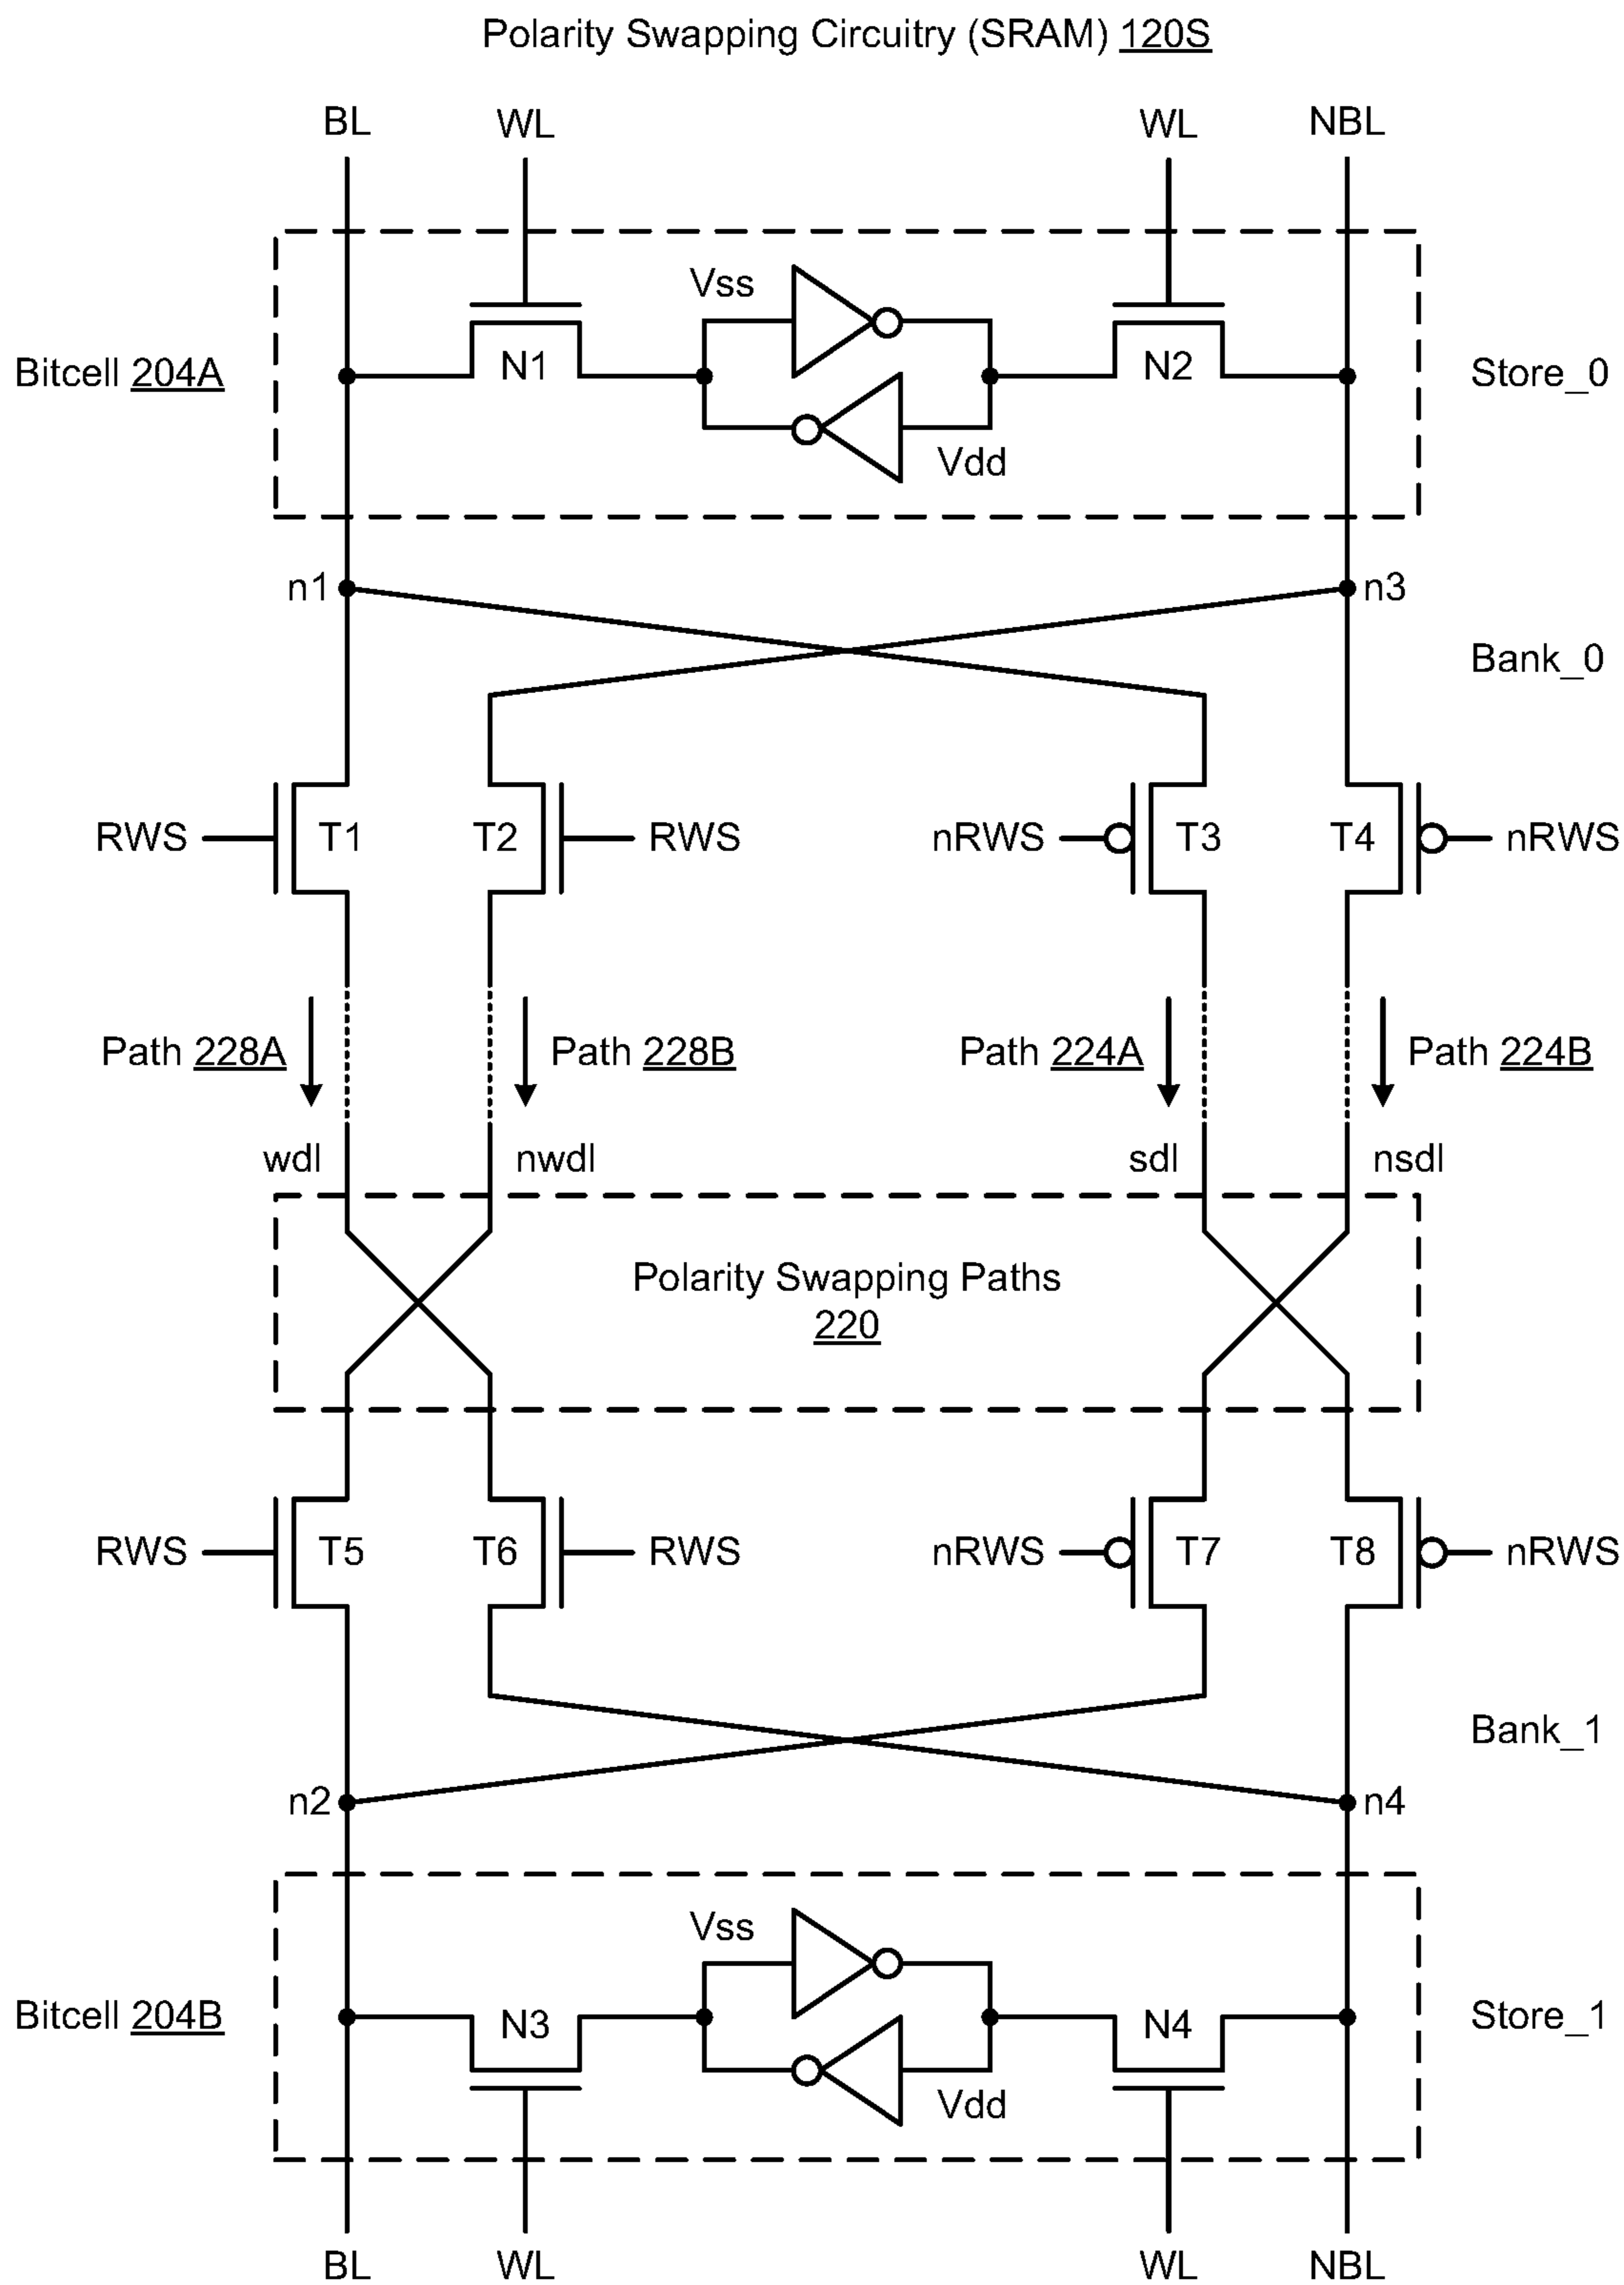 Polarity Swapping Circuitry (SRAM) 120S
BL WL WL NBL
Vss
Bitcell 204A N1 N2 Store_0
Vdd
n1 n3
Bank_0
RWS T1 T2 RWS nRWS T3 T4 nRWS
Path 228A Path 228B Path 224A Path 224B
wdl nwdl sdl nsdl
Polarity Swapping Paths
220
RWS T5 T6 RWS nRWS T7 T8 nRWS
Bank_1
n2 n4
Vss
Bitcell 204B N3 N4 Store_1
Vdd
BL WL WL NBL